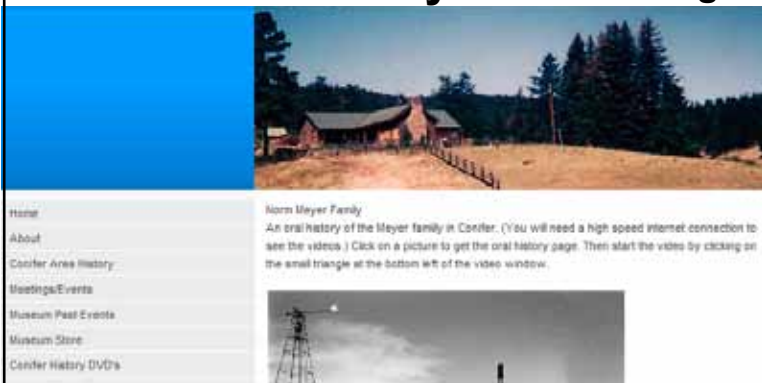 Home
About
Conifer Area History
Meetings/Events
Museum Past Events
Museum Store
Conifer History DVD's
Norm Meyer Family
An oral history of the Meyer family in Conifer. (You will need a high speed internet connection to
see the videos.) Click on a picture to get the oral history page. Then start the video by clicking on
the small triangle at the bottom left of the video window.